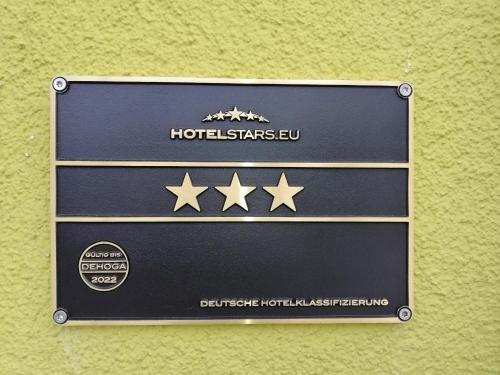 HOTELSTARS.EU
GÜLTIG BIS:
DEHOGA
2022
DEUTSCHE HOTELKLASSIFIZIERUNG